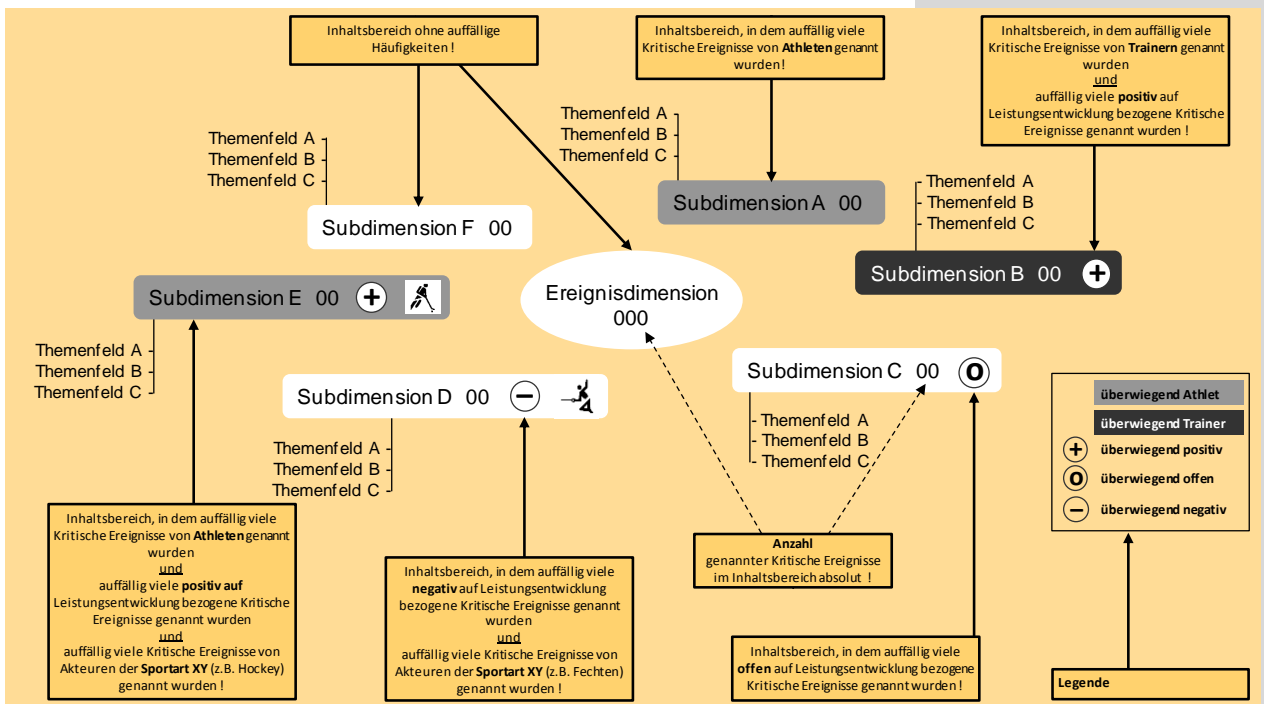 Inhaltsbereich ohne auffällige
Häufigkeiten !
Inhaltsbereich, in dem auffällig viele
Kritische Ereignisse von Athleten genannt
wurden!
Inhaltsbereich, in dem auffällig viele
Kritische Ereignisse von Trainern genannt
wurden
und
auffällig viele positiv auf
Leistungsentwicklung bezogene Kritische
Ereignisse genannt wurden !
Themenfeld A
Themenfeld B
Themenfeld C
Subdimension F 00
Themenfeld A
Themenfeld B
Themenfeld C
Subdimension A 00
- Themenfeld A
- Themenfeld B
- Themenfeld C
Subdimension B 00 +
Subdimension E 00 +
Themenfeld A
Themenfeld B
Themenfeld C
Ereignisdimension
000
Subdimension D 00 −
Themenfeld A
Themenfeld B
Themenfeld C
Subdimension C 00 O
- Themenfeld A
- Themenfeld B
- Themenfeld C
überwiegend Athlet
überwiegend Trainer
+ überwiegend positiv
O überwiegend offen
− überwiegend negativ
Inhaltsbereich, in dem auffällig viele
Kritische Ereignisse von Athleten genannt
wurden
und
auffällig viele positiv auf
Leistungsentwicklung bezogene Kritische
Ereignisse genannt wurden
und
auffällig viele Kritische Ereignisse von
Akteuren der Sportart XY (z.B. Hockey)
genannt wurden !
Inhaltsbereich, in dem auffällig viele
negativ auf Leistungsentwicklung
bezogene Kritische Ereignisse genannt
wurden
und
auffällig viele Kritische Ereignisse von
Akteuren der Sportart XY (z.B. Fechten)
genannt wurden !
Anzahl
genannter Kritische Ereignisse
im Inhaltsbereich absolut !
Inhaltsbereich, in dem auffällig viele
offen auf Leistungsentwicklung bezogene
Kritische Ereignisse genannt wurden !
Legende